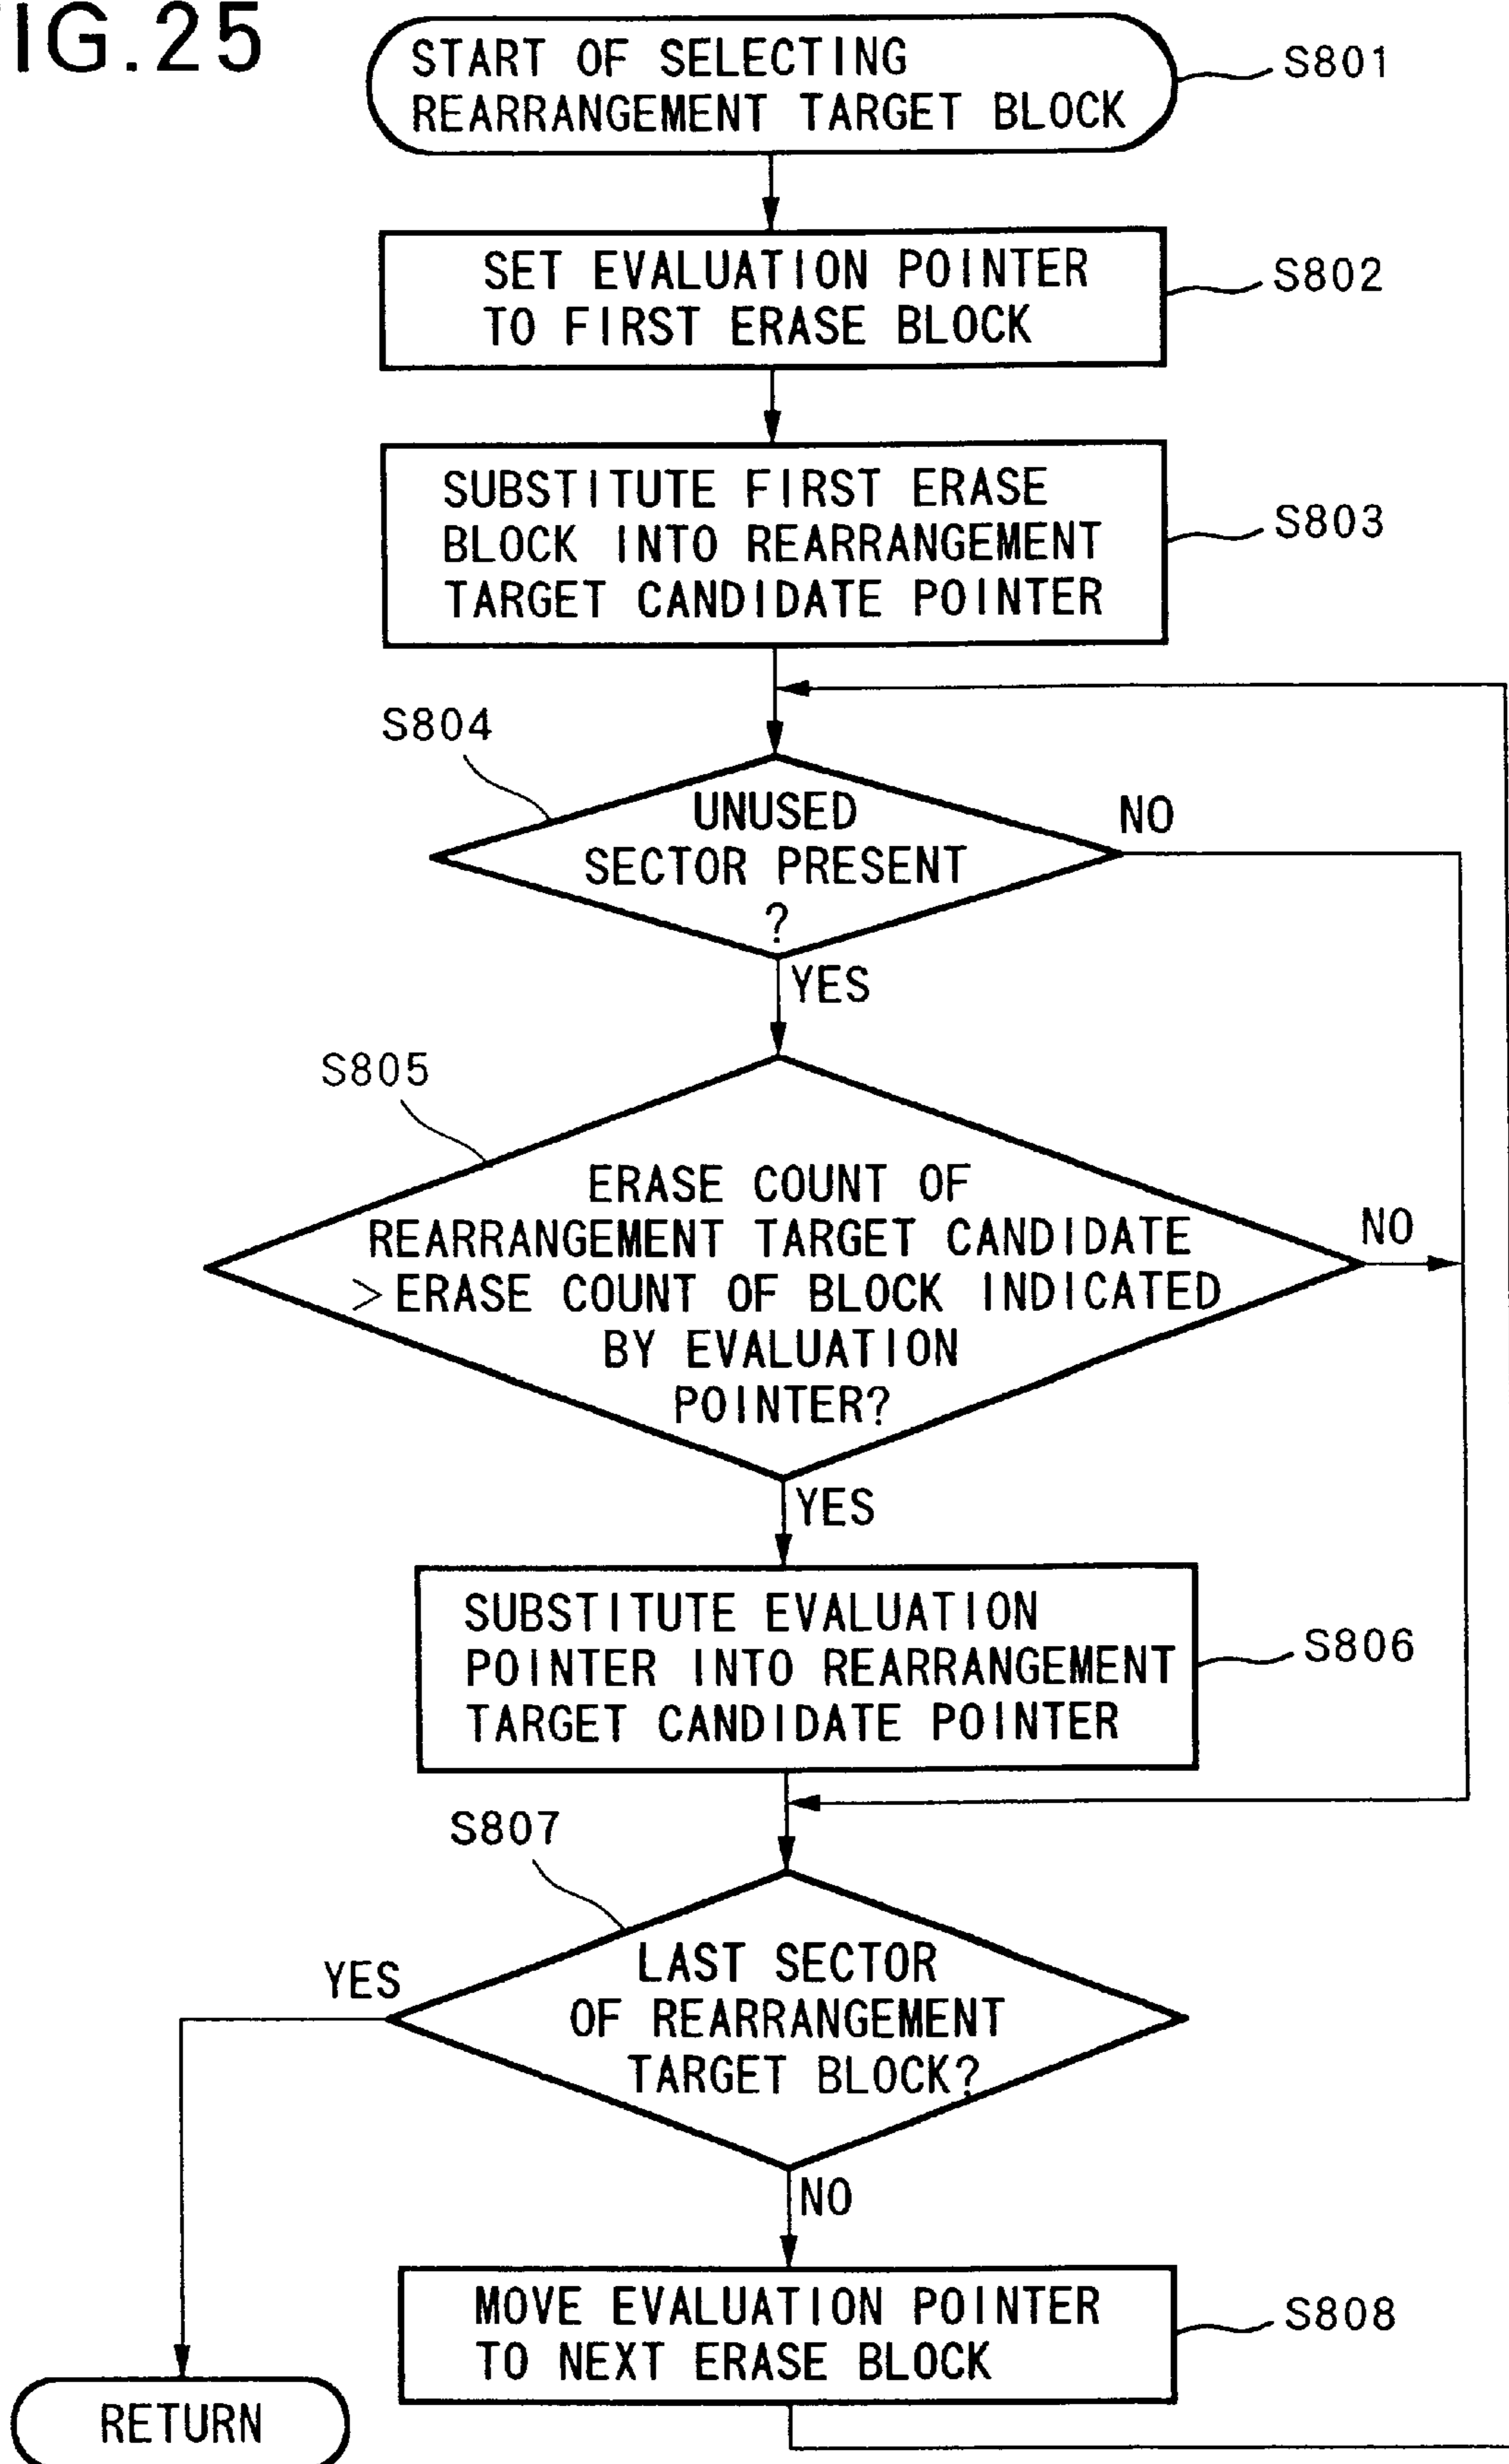 IG.25
START OF SELECTING
REARRANGEMENT TARGET BLOCK
S801
SET EVALUATION POINTER
TO FIRST ERASE BLOCK
S802
SUBSTITUTE FIRST ERASE
BLOCK INTO REARRANGEMENT
TARGET CANDIDATE POINTER
S803
S804
UNUSED
SECTOR PRESENT
?
NO
YES
S805
ERASE COUNT OF
REARRANGEMENT TARGET CANDIDATE
>ERASE COUNT OF BLOCK INDICATED
BY EVALUATION
POINTER?
NO
YES
SUBSTITUTE EVALUATION
POINTER INTO REARRANGEMENT
TARGET CANDIDATE POINTER
S806
S807
LAST SECTOR
OF REARRANGEMENT
TARGET BLOCK?
YES
NO
MOVE EVALUATION POINTER
TO NEXT ERASE BLOCK
S808
RETURN